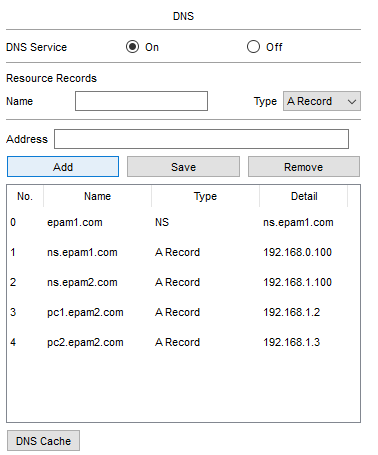 DNS
DNS Service On Off
Resource Records
Name Type A Record
Address
Add Save Remove
No. Name Type Detail
0 epam1.com NS ns.epam1.com
1 ns.epam1.com A Record 192.168.0.100
2 ns.epam2.com A Record 192.168.1.100
3 pc1.epam2.com A Record 192.168.1.2
4 pc2.epam2.com A Record 192.168.1.3
DNS Cache